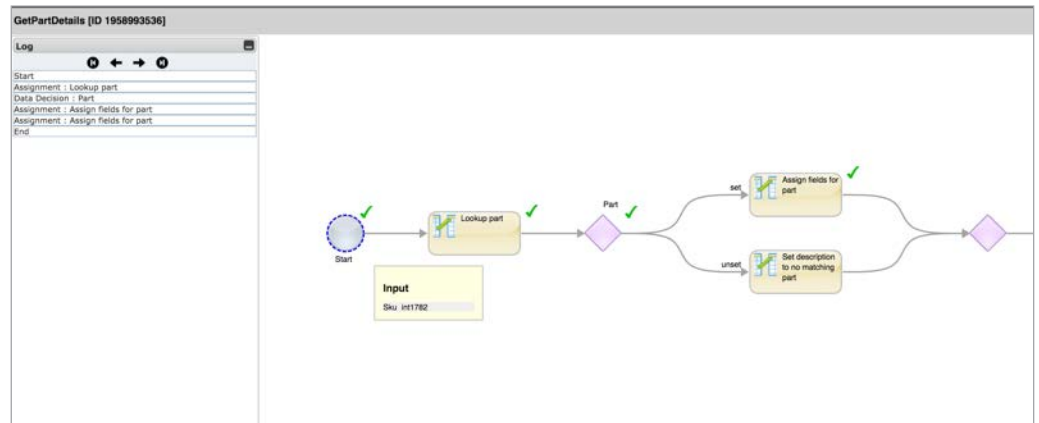 GetPartDetails [ID 1958993536]
Log
Start
Assignment : Lookup part
Data Decision : Part
Assignment : Assign fields for part
Assignment : Assign fields for part
End
Start
Lookup part
Input
Sku int1782
Part
set
Assign fields for
part
unset
Set description
to no matching
part